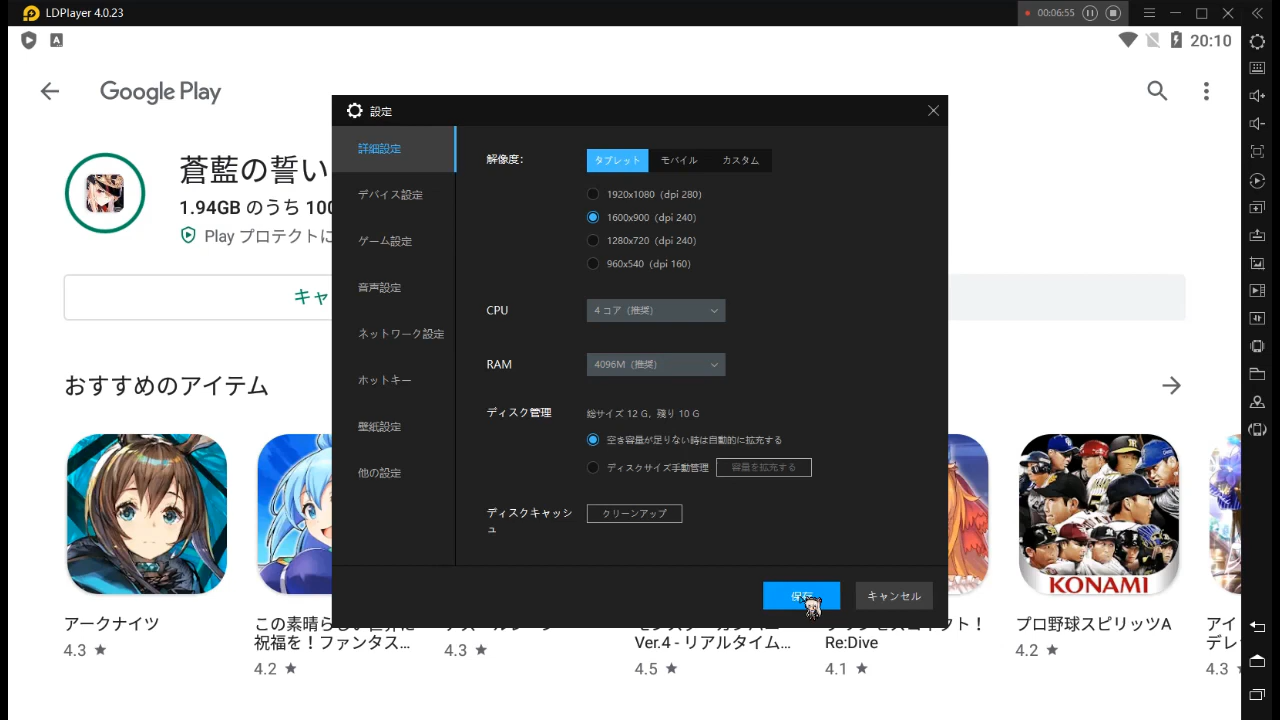 LDPlayer 4.0.23
00:06:55
A
20:10
Google Play
設定
蒼藍の誓い
1.94GB のうち 100
Play プロテクトに
キャ
詳細設定
デバイス設定
ゲーム設定
音声設定
ネットワーク設定
ホットキー
壁紙設定
他の設定
解像度:
タブレット
モバイル
カスタム
1920x1080 (dpi 280)
1600x900 (dpi 240)
1280x720 (dpi 240)
960x540 (dpi 160)
CPU
4 コア (推奨)
RAM
4096M (推奨)
ディスク管理
総サイズ 12 G, 残り 10 G
空き容量が足りない時は自動的に拡充する
ディスクサイズ手動管理
容量を拡充する
ディスクキャッシ
ュ
クリーンアップ
保存
キャンセル
おすすめのアイテム
KONAMI
アークナイツ
4.3 ★
この素晴らしい世界に
祝福を！ファンタス...
4.2 ★
4.3 ★
Ver.4 - リアルタイム...
4.5 ★
プリンセスコネクト！
Re:Dive
4.1 ★
プロ野球スピリッツA
4.2 ★
アイ
デレ
4.3